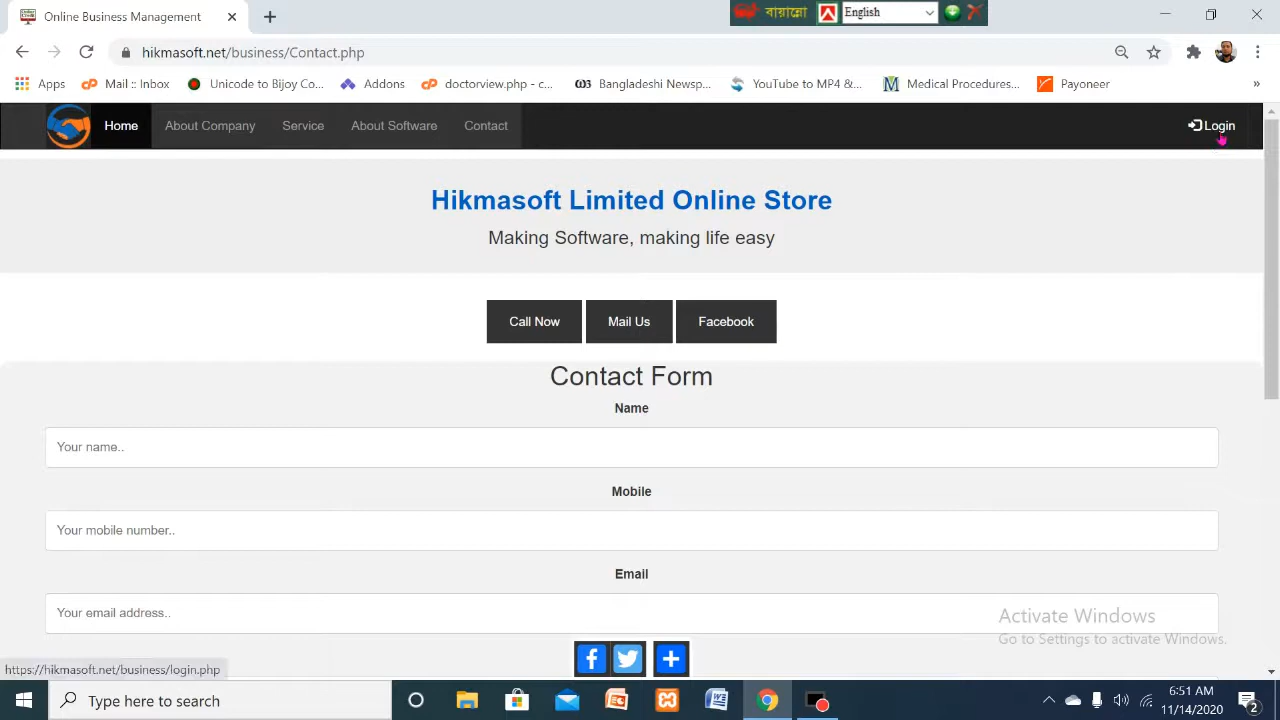 Online Business Management
বায়ান্নো
English
hikmasoft.net/business/Contact.php
Apps
Mail :: Inbox
Unicode to Bijoy Co...
Addons
doctorview.php - c...
Bangladeshi Newsp...
YouTube to MP4 &...
Medical Procedures...
Payoneer
»
Home
About Company
Service
About Software
Contact
Login
Hikmasoft Limited Online Store
Making Software, making life easy
Call Now
Mail Us
Facebook
Contact Form
Name
Your name..
Mobile
Your mobile number..
Email
Your email address..
Activate Windows
Go to Settings to activate Windows.
https://hikmasoft.net/business/login.php
Type here to search
6:51 AM
11/14/2020
2